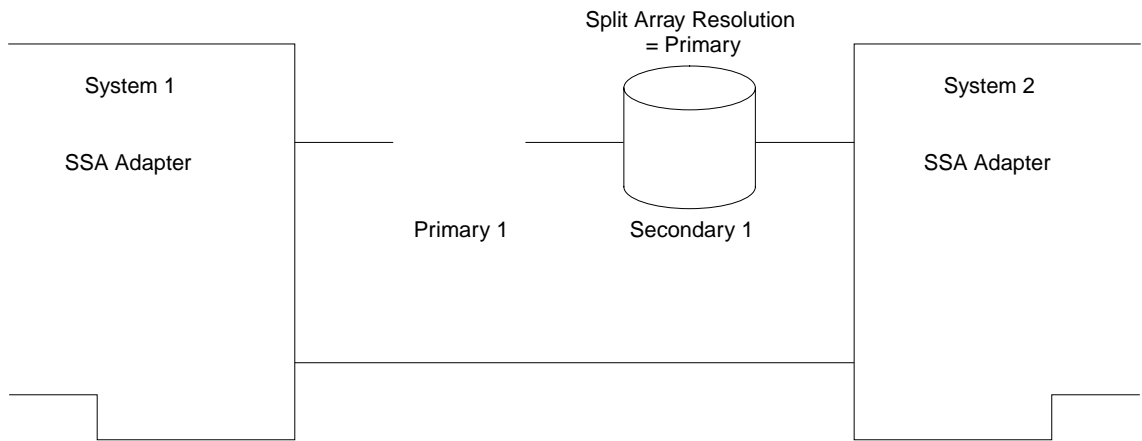 Split Array Resolution
= Primary
System 1
System 2
SSA Adapter
SSA Adapter
Primary 1
Secondary 1